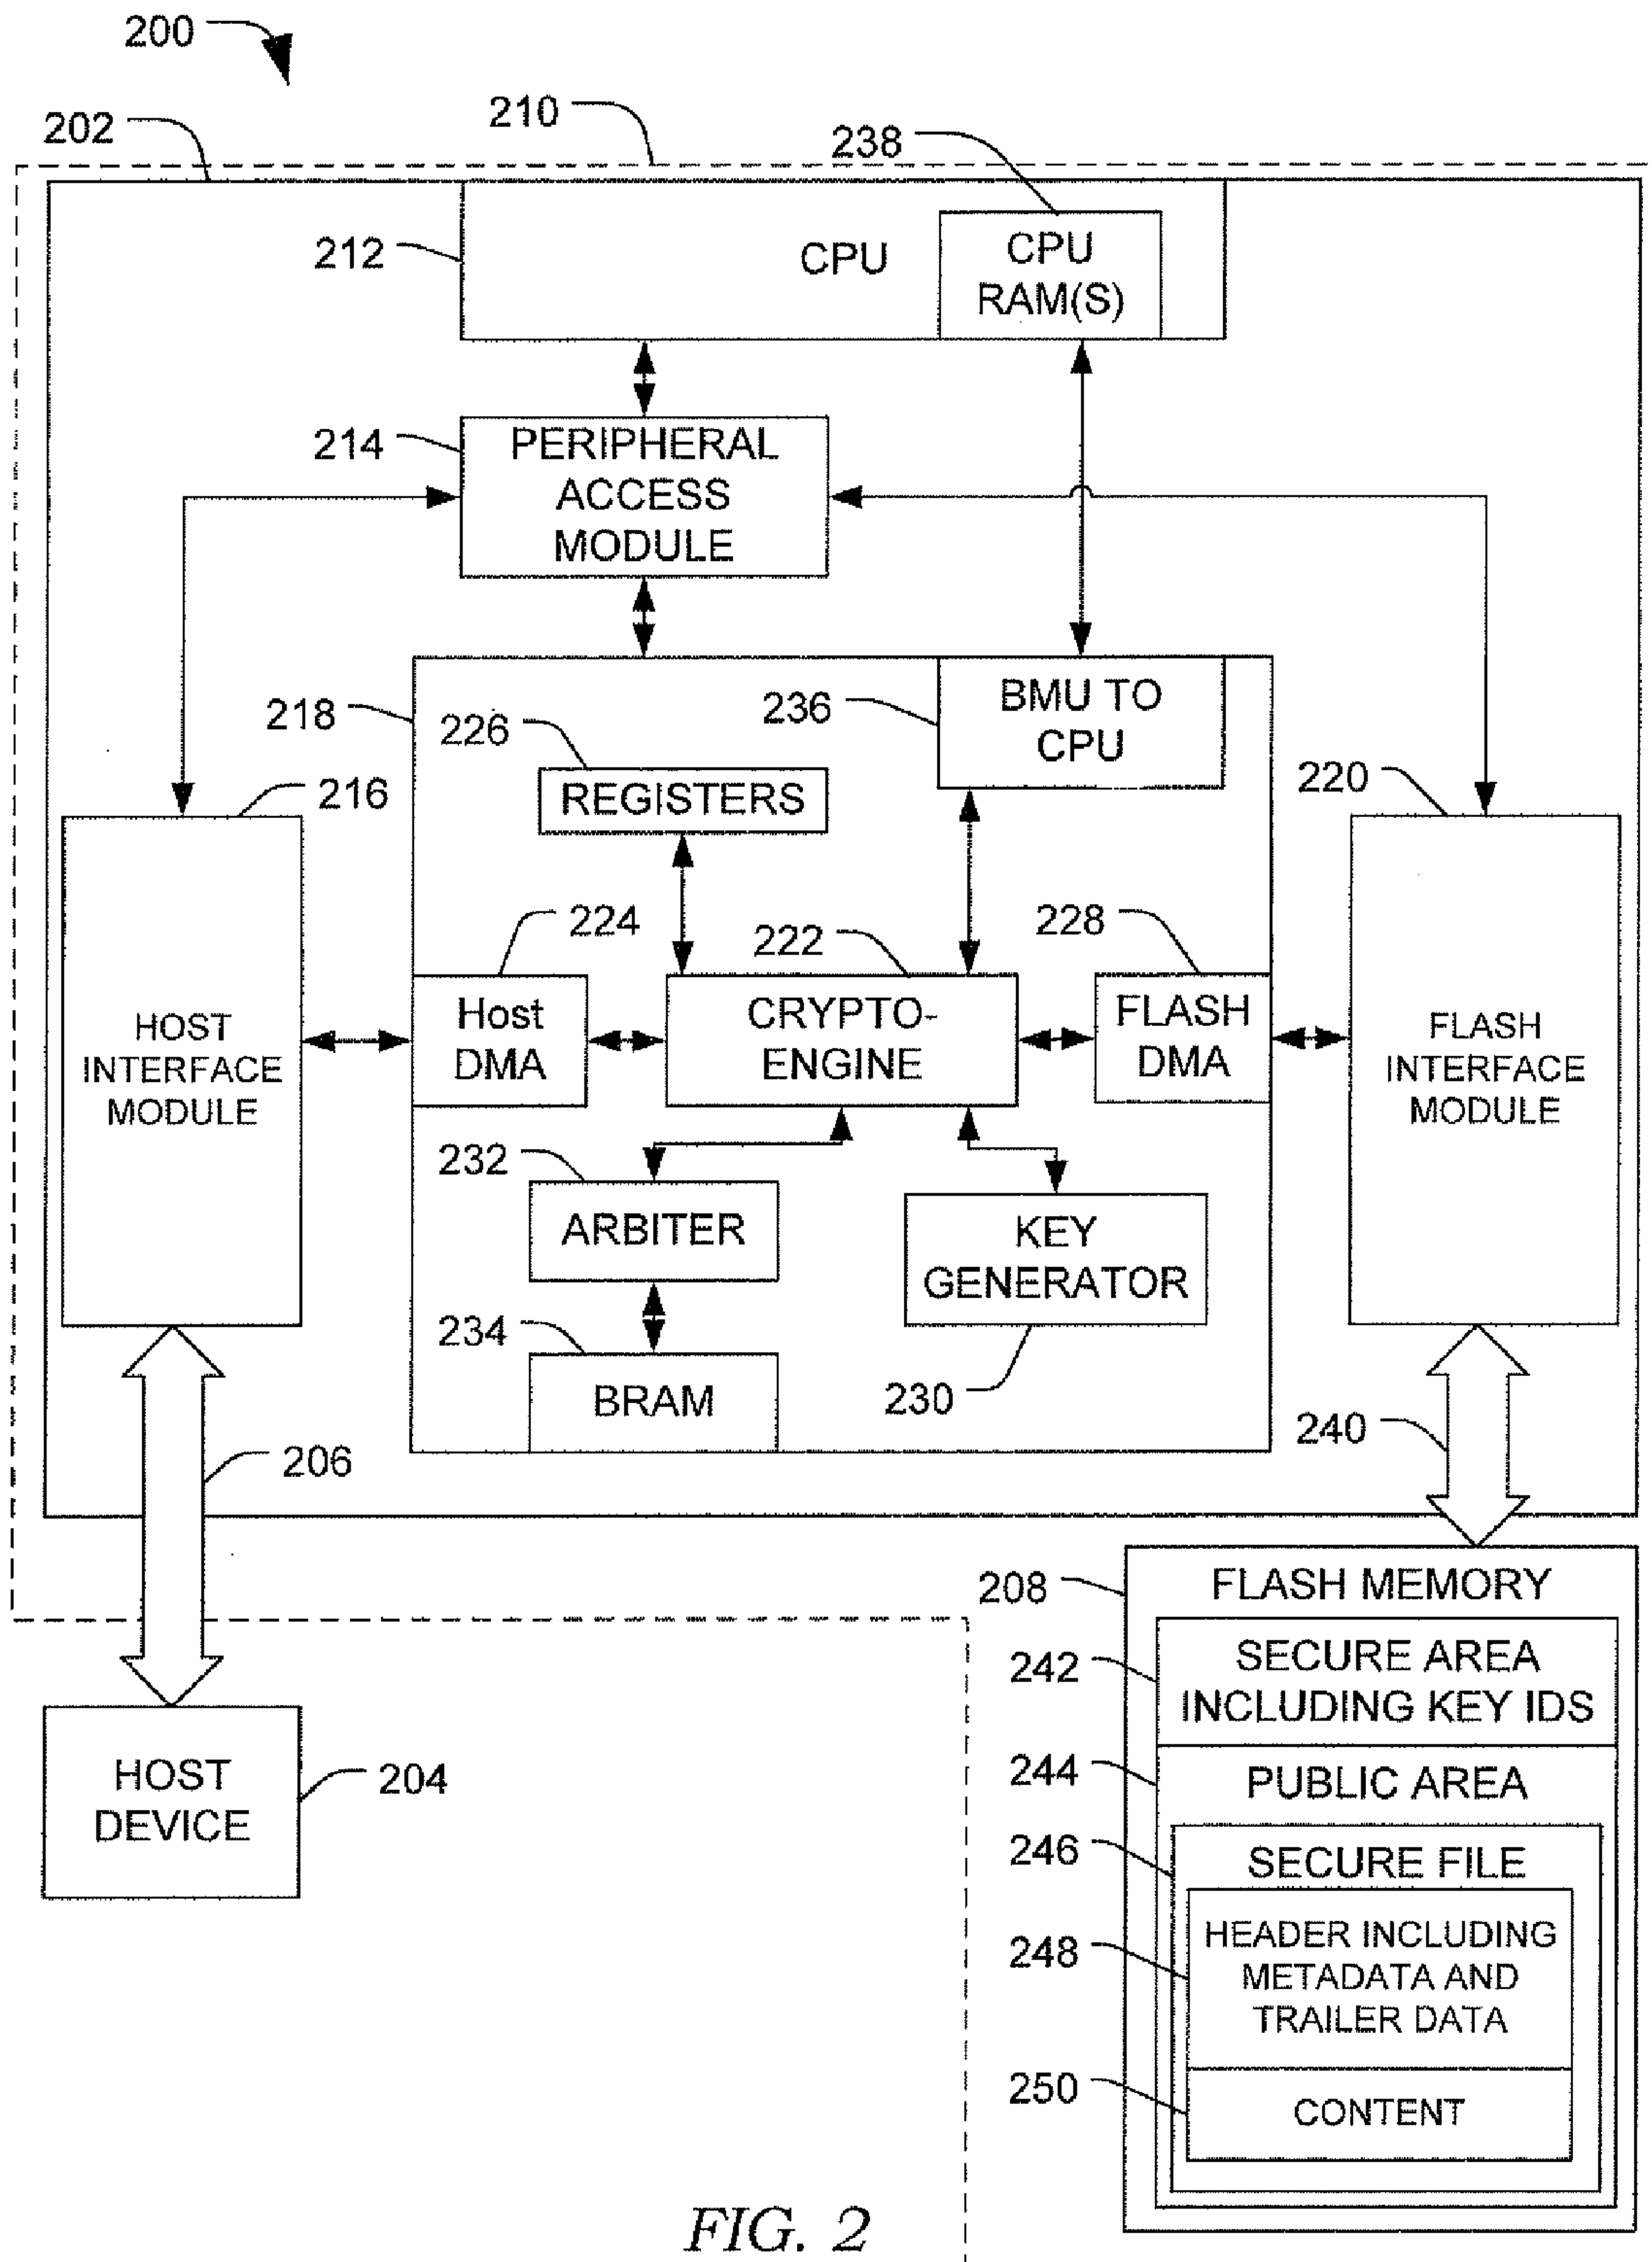 200
202
210
238
212
CPU
CPU
RAM(S)
214
PERIPHERAL
ACCESS
MODULE
218
236
BMU TO
CPU
226
REGISTERS
216
220
224
222
228
HOST
INTERFACE
MODULE
Host
DMA
CRYPTO-
ENGINE
FLASH
DMA
FLASH
INTERFACE
MODULE
232
ARBITER
KEY
GENERATOR
234
BRAM
230
206
240
208
FLASH MEMORY
242
SECURE AREA
INCLUDING KEY IDS
HOST
DEVICE
204
244
PUBLIC AREA
246
SECURE FILE
248
HEADER INCLUDING
METADATA AND
TRAILER DATA
250
CONTENT
FIG. 2